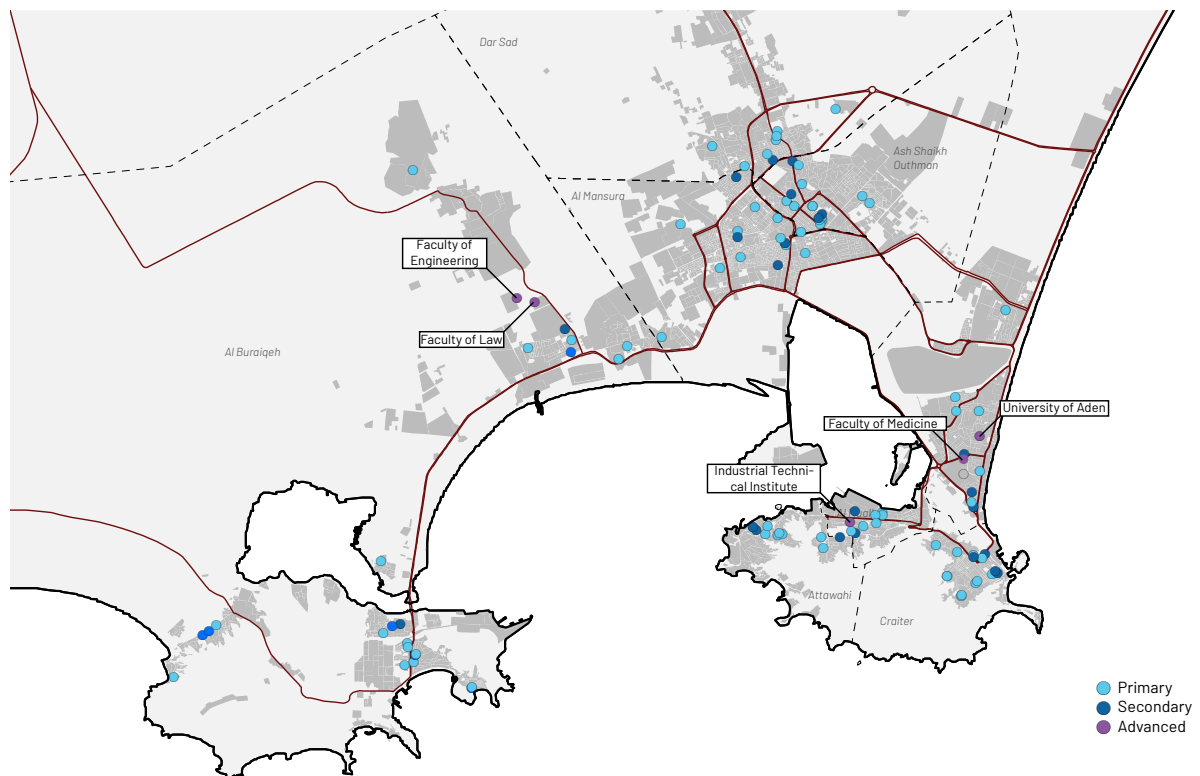 Dar Sad
Ash Shaikh
Outhman
Al Mansura
Faculty of
Engineering
Faculty of Law
Al Buraiqeh
University of Aden
Faculty of Medicine
Industrial Techni-
cal Institute
Attawahi
Craiter
Primary
Secondary
Advanced